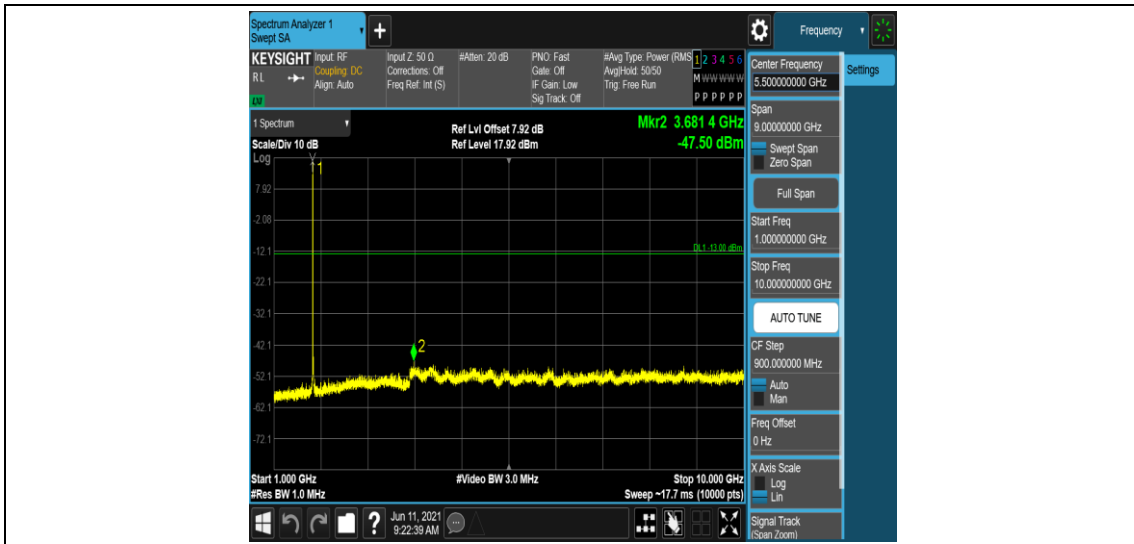 Spectrum Analyzer 1
Swept SA
+
Frequency
KEYSIGHT
RL
LXI
Input: RF
Coupling: DC
Align: Auto
Input Z: 50 Ω
Corrections: Off
Freq Ref: Int (S)
#Atten: 20 dB
PNO: Fast
Gate: Off
IF Gain: Low
Sig Track: Off
#Avg Type: Power (RMS
Avg|Hold: 50/50
Trig: Free Run
1 2 3 4 5 6
M W W W W W
P P P P P P
1 Spectrum
Scale/Div 10 dB
Log
Ref Lvl Offset 7.92 dB
Ref Level 17.92 dBm
Mkr2 3.681 4 GHz
-47.50 dBm
1
7.92
-2.08
-12.1
DL1 -13.00 dBm
-22.1
-32.1
-42.1
2
-52.1
-62.1
-72.1
Start 1.000 GHz
#Res BW 1.0 MHz
#Video BW 3.0 MHz
Stop 10.000 GHz
Sweep ~17.7 ms (10000 pts)
?
Jun 11, 2021
9:22:39 AM
Center Frequency
5.500000000 GHz
Settings
Span
9.00000000 GHz
Swept Span
Zero Span
Full Span
Start Freq
1.000000000 GHz
Stop Freq
10.000000000 GHz
AUTO TUNE
CF Step
900.000000 MHz
Auto
Man
Freq Offset
0 Hz
X Axis Scale
Log
Lin
Signal Track
(Span Zoom)